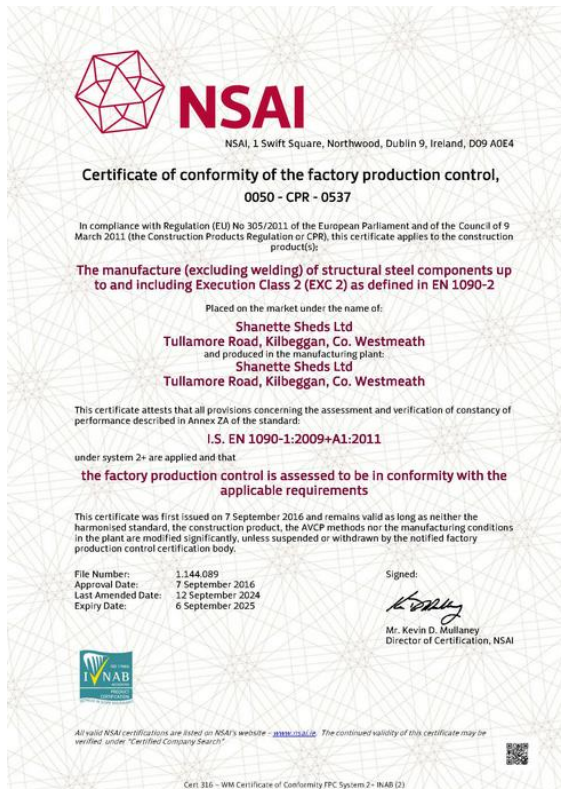 NSAI
NSAI, 1 Swift Square, Northwood, Dublin 9, Ireland, D09 A0E4
Certificate of conformity of the factory production control,
0050 - CPR - 0537
In compliance with Regulation (EU) No 305/2011 of the European Parliament and of the Council of 9
March 2011 (the Construction Products Regulation or CPR), this certificate applies to the construction
product(s):
The manufacture (excluding welding) of structural steel components up
to and including Execution Class 2 (EXC 2) as defined in EN 1090-2
Placed on the market under the name of:
Shanette Sheds Ltd
Tullamore Road, Kilbeggan, Co. Westmeath
and produced in the manufacturing plant:
Shanette Sheds Ltd
Tullamore Road, Kilbeggan, Co. Westmeath
This certificate attests that all provisions concerning the assessment and verification of constancy of
performance described in Annex ZA of the standard:
I.S. EN 1090-1:2009+A1:2011
under system 2+ are applied and that
the factory production control is assessed to be in conformity with the
applicable requirements
This certificate was first issued on 7 September 2016 and remains valid as long as neither the
harmonised standard, the construction product, the AVCP methods nor the manufacturing conditions
in the plant are modified significantly, unless suspended or withdrawn by the notified factory
production control certification body.
File Number: 1.144.089
Approval Date: 7 September 2016
Last Amended Date: 12 September 2024
Expiry Date: 6 September 2025
Signed:
Mr. Kevin D. Mullaney
Director of Certification, NSAI
INAB
PRODUCT
CERTIFICATION
All valid NSAI certifications are listed on NSAI's website – www.nsai.ie. The continued validity of this certificate may be
verified under "Certified Company Search".
Cert 316 – WM Certificate of Conformity FPC System 2+ INAB (2)